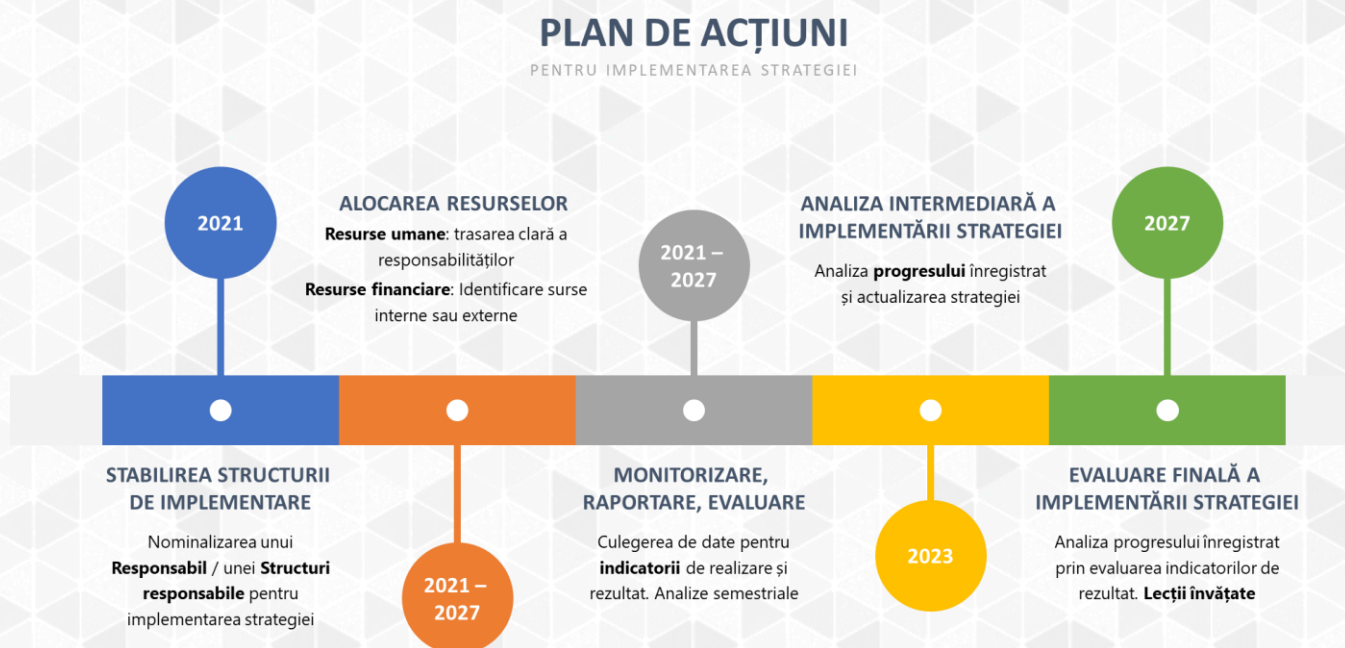 PLAN DE ACȚIUNI
PENTRU IMPLEMENTAREA STRATEGIEI
2021
STABILIREA STRUCTURII
DE IMPLEMENTARE
Nominalizarea unui
Responsabil / unei Structuri
responsabile pentru
implementarea strategiei
ALOCAREA RESURSELOR
Resurse umane: trasarea clară a
responsabilităților
Resurse financiare: Identificare surse
interne sau externe
2021 –
2027
2021 –
2027
MONITORIZARE,
RAPORTARE, EVALUARE
Culegerea de date pentru
indicatorii de realizare și
rezultat. Analize semestriale
ANALIZA INTERMEDIARĂ A
IMPLEMENTĂRII STRATEGIEI
Analiza progresului înregistrat
și actualizarea strategiei
2023
2027
EVALUARE FINALĂ A
IMPLEMENTĂRII STRATEGIEI
Analiza progresului înregistrat
prin evaluarea indicatorilor de
rezultat. Lecții învățate